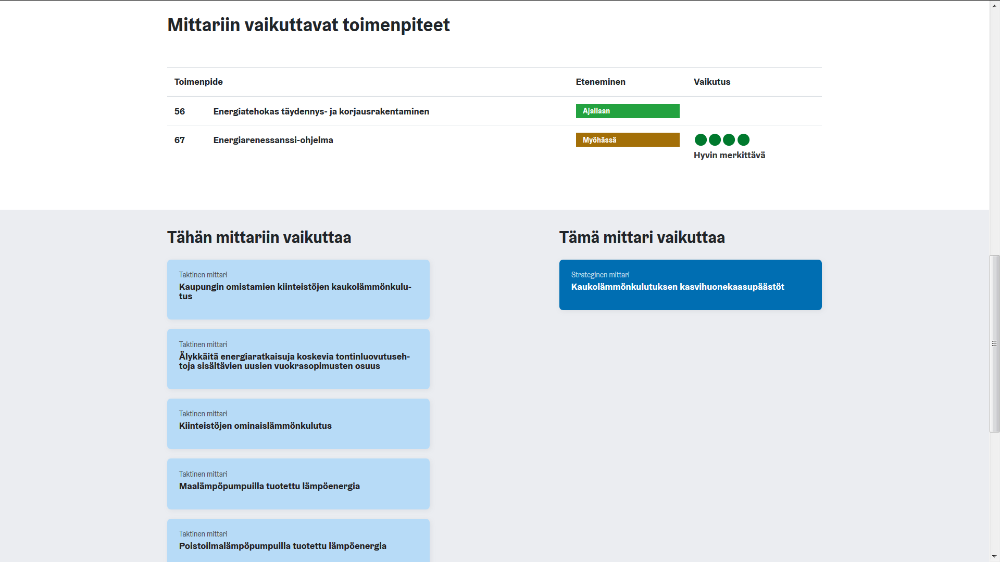 Mittariin vaikuttavat toimenpiteet
Toimenpide Eteneminen Vaikutus
56 Energiatehokas täydennys- ja korjausrakentaminen Ajallaan
67 Energiarenessanssi-ohjelma Myöhässä
Hyvin merkittävä
Tähän mittariin vaikuttaa
Taktinen mittari
Kaupungin omistamien kiinteistöjen kaukolämmönkulu-
tus
Taktinen mittari
Älykkäitä energiaratkaisuja koskevia tontinluovutuseh-
toja sisältävien uusien vuokrasopimusten osuus
Taktinen mittari
Kiinteistöjen ominaislämmönkulutus
Taktinen mittari
Maalämpöpumpuilla tuotettu lämpöenergia
Taktinen mittari
Poistoilmalämpöpumpuilla tuotettu lämpöenergia
Tämä mittari vaikuttaa
Strateginen mittari
Kaukolämmönkulutuksen kasvihuonekaasupäästöt